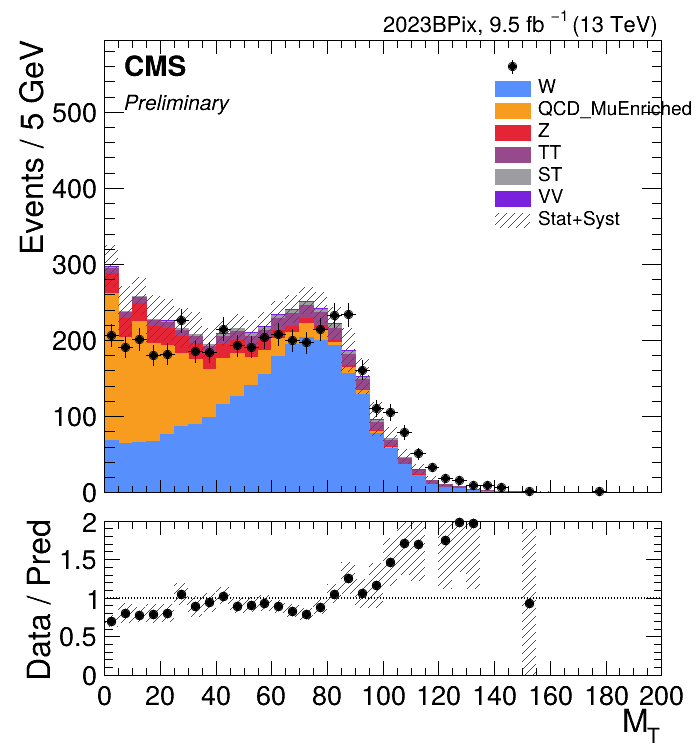 2023BPix, 9.5 fb⁻¹ (13 TeV)
CMS
Preliminary
W
QCD_MuEnriched
Z
TT
ST
VV
Stat+Syst
Events / 5 GeV
500
400
300
200
100
0
Data / Pred
2
1.5
1
0.5
0
0 20 40 60 80 100 120 140 160 180 200
M_T